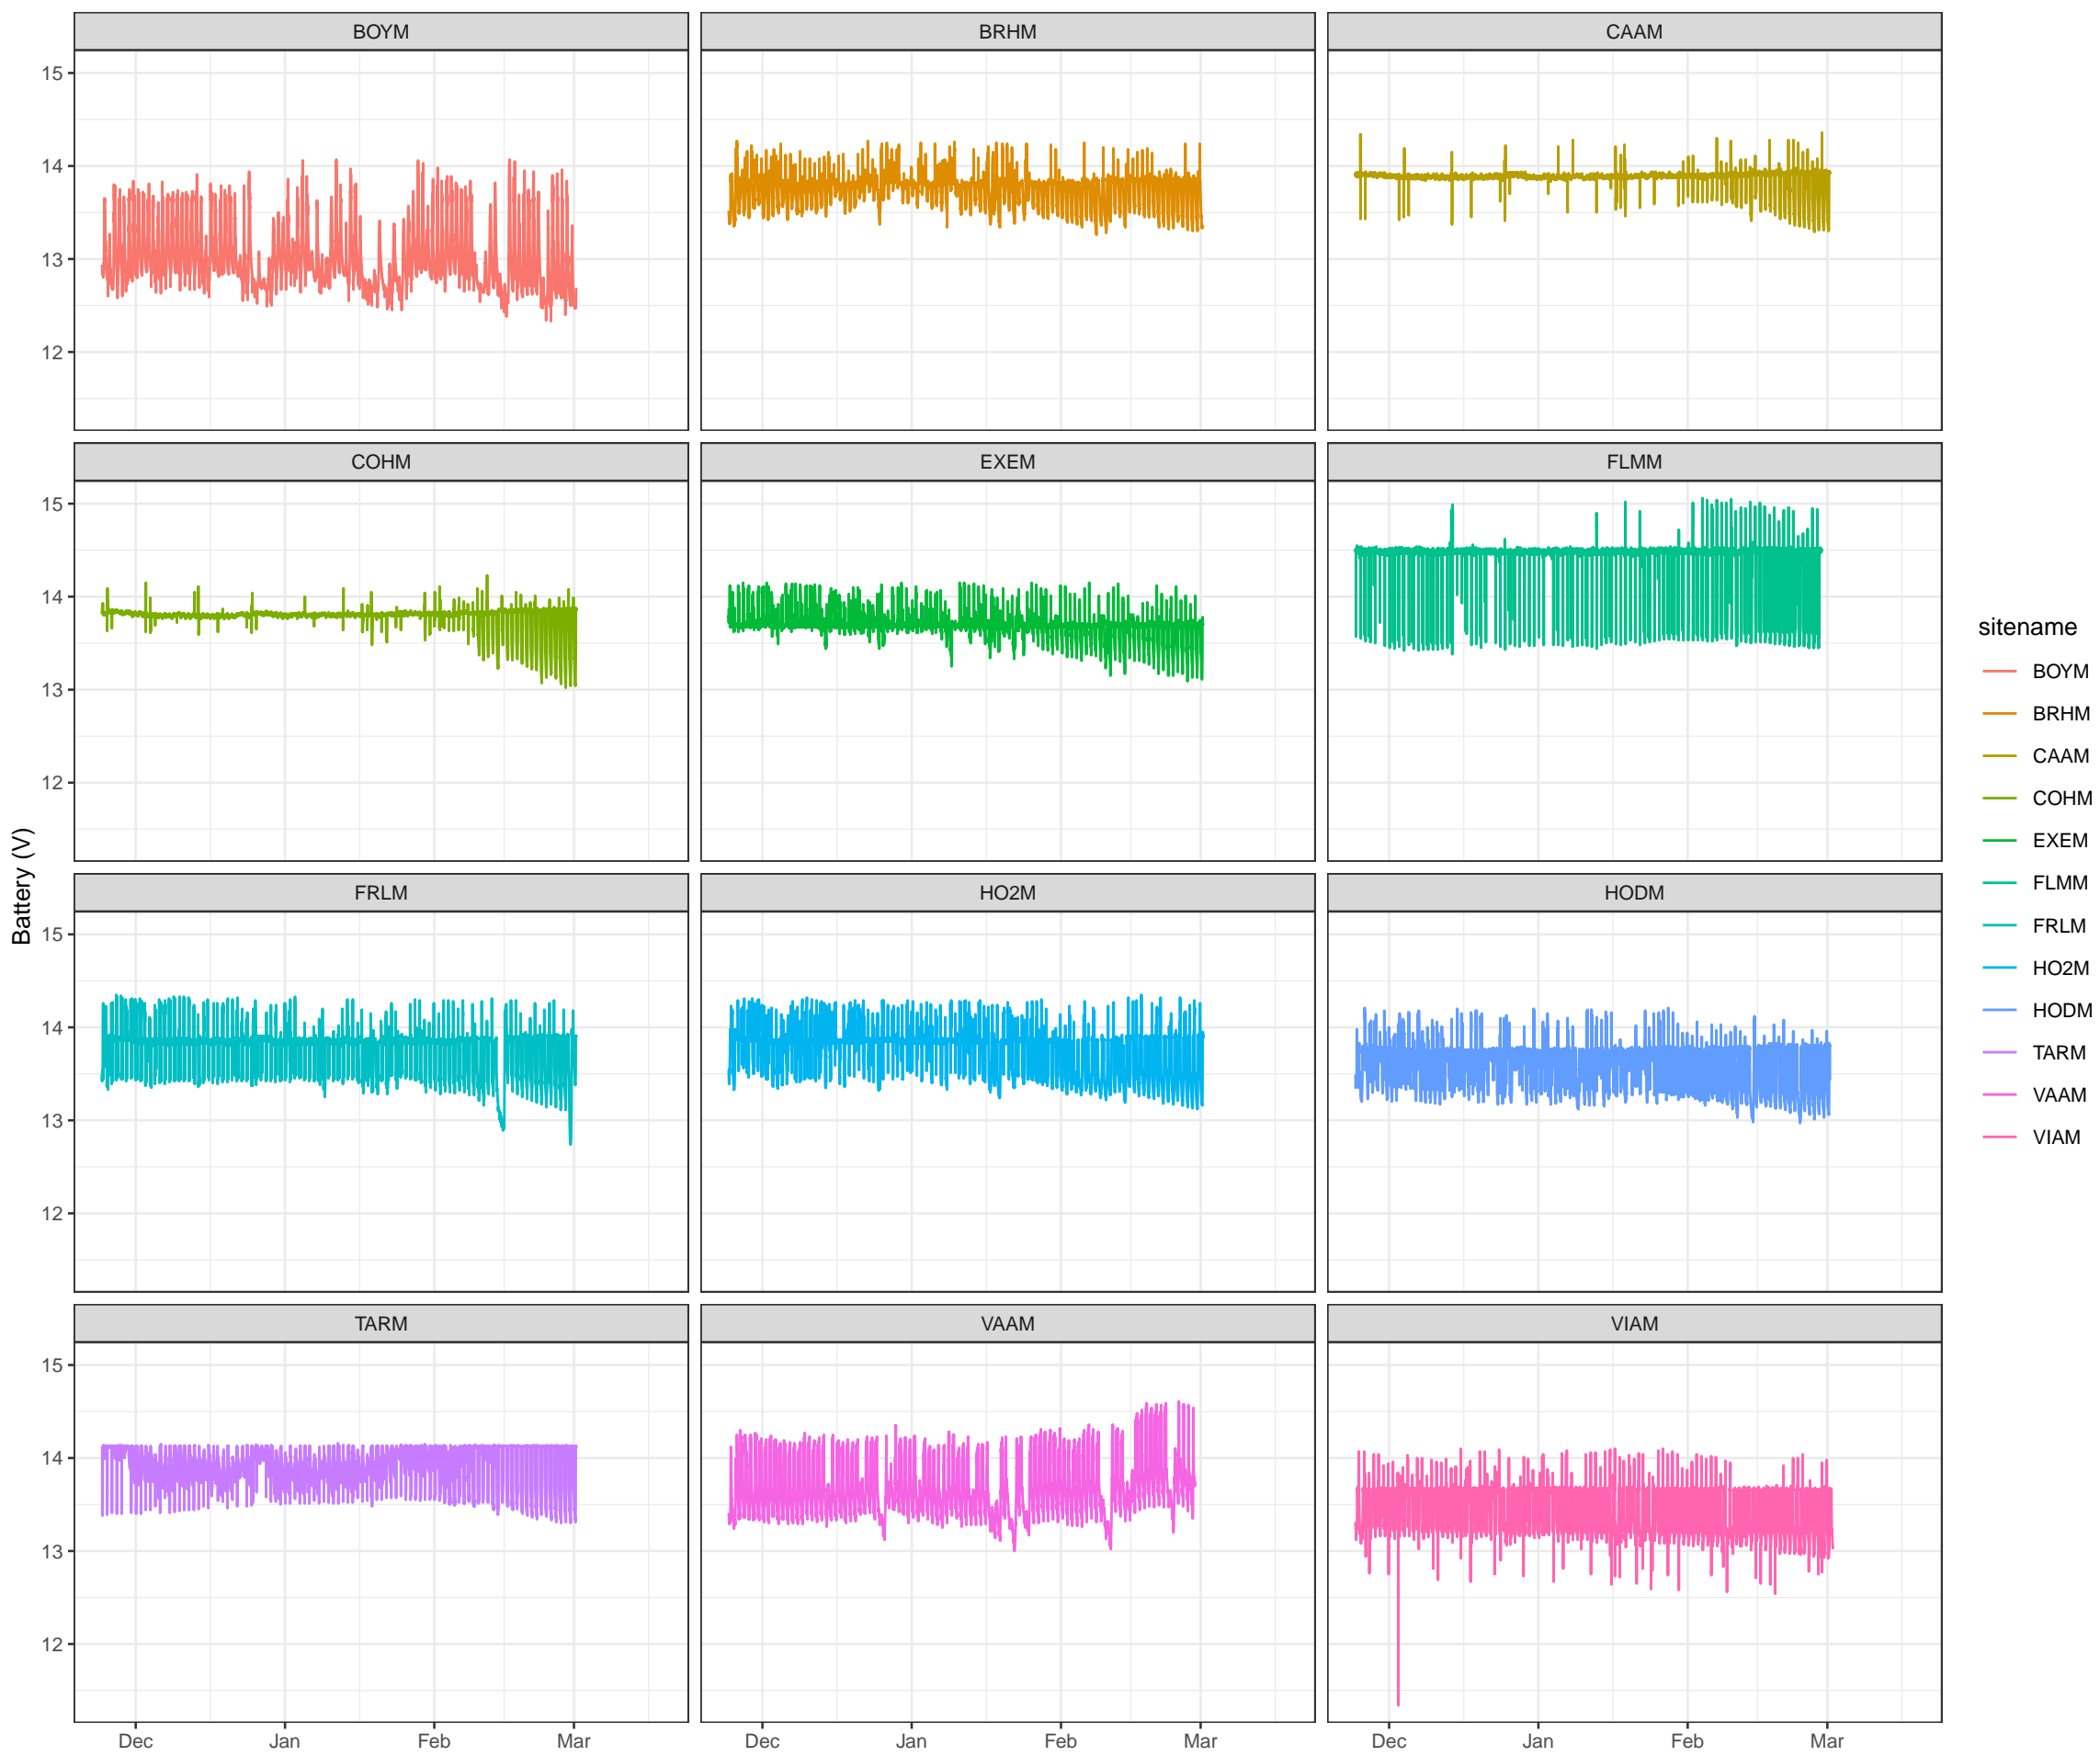 BOYM BRHM CAAM
15
14
13
12
COHM EXEM FLMM
15
14
13
12
FRLM HO2M HODM
15
14
13
12
TARM VAAM VIAM
15
14
13
12
Dec Jan Feb Mar Dec Jan Feb Mar Dec Jan Feb Mar
Battery (V)
sitename
BOYM
BRHM
CAAM
COHM
EXEM
FLMM
FRLM
HO2M
HODM
TARM
VAAM
VIAM